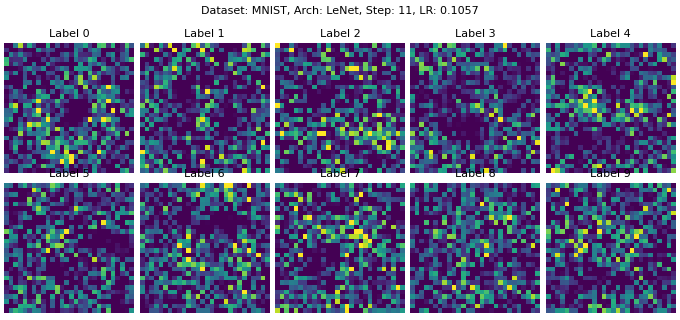 Dataset: MNIST, Arch: LeNet, Step: 11, LR: 0.1057
Label 0 Label 1 Label 2 Label 3 Label 4
Label 5 Label 6 Label 7 Label 8 Label 9